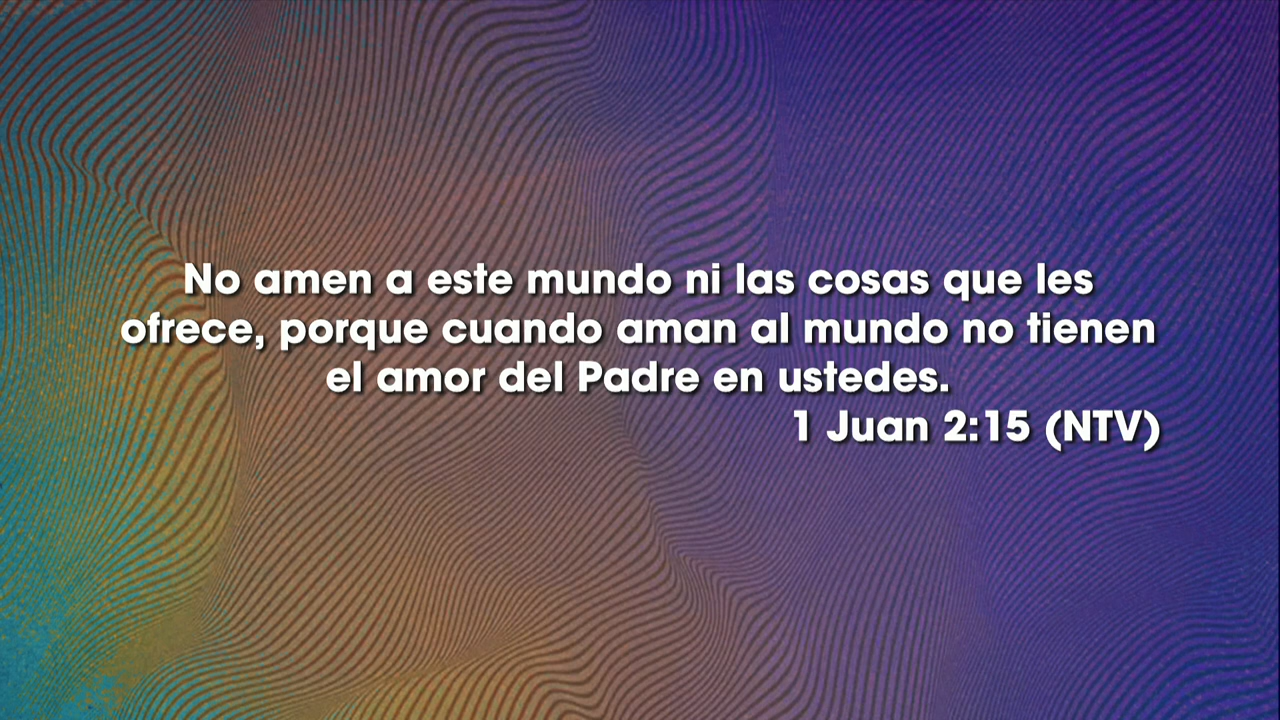 No amen a este mundo ni las cosas que les
ofrece, porque cuando aman al mundo no tienen
el amor del Padre en ustedes.
1 Juan 2:15 (NTV)